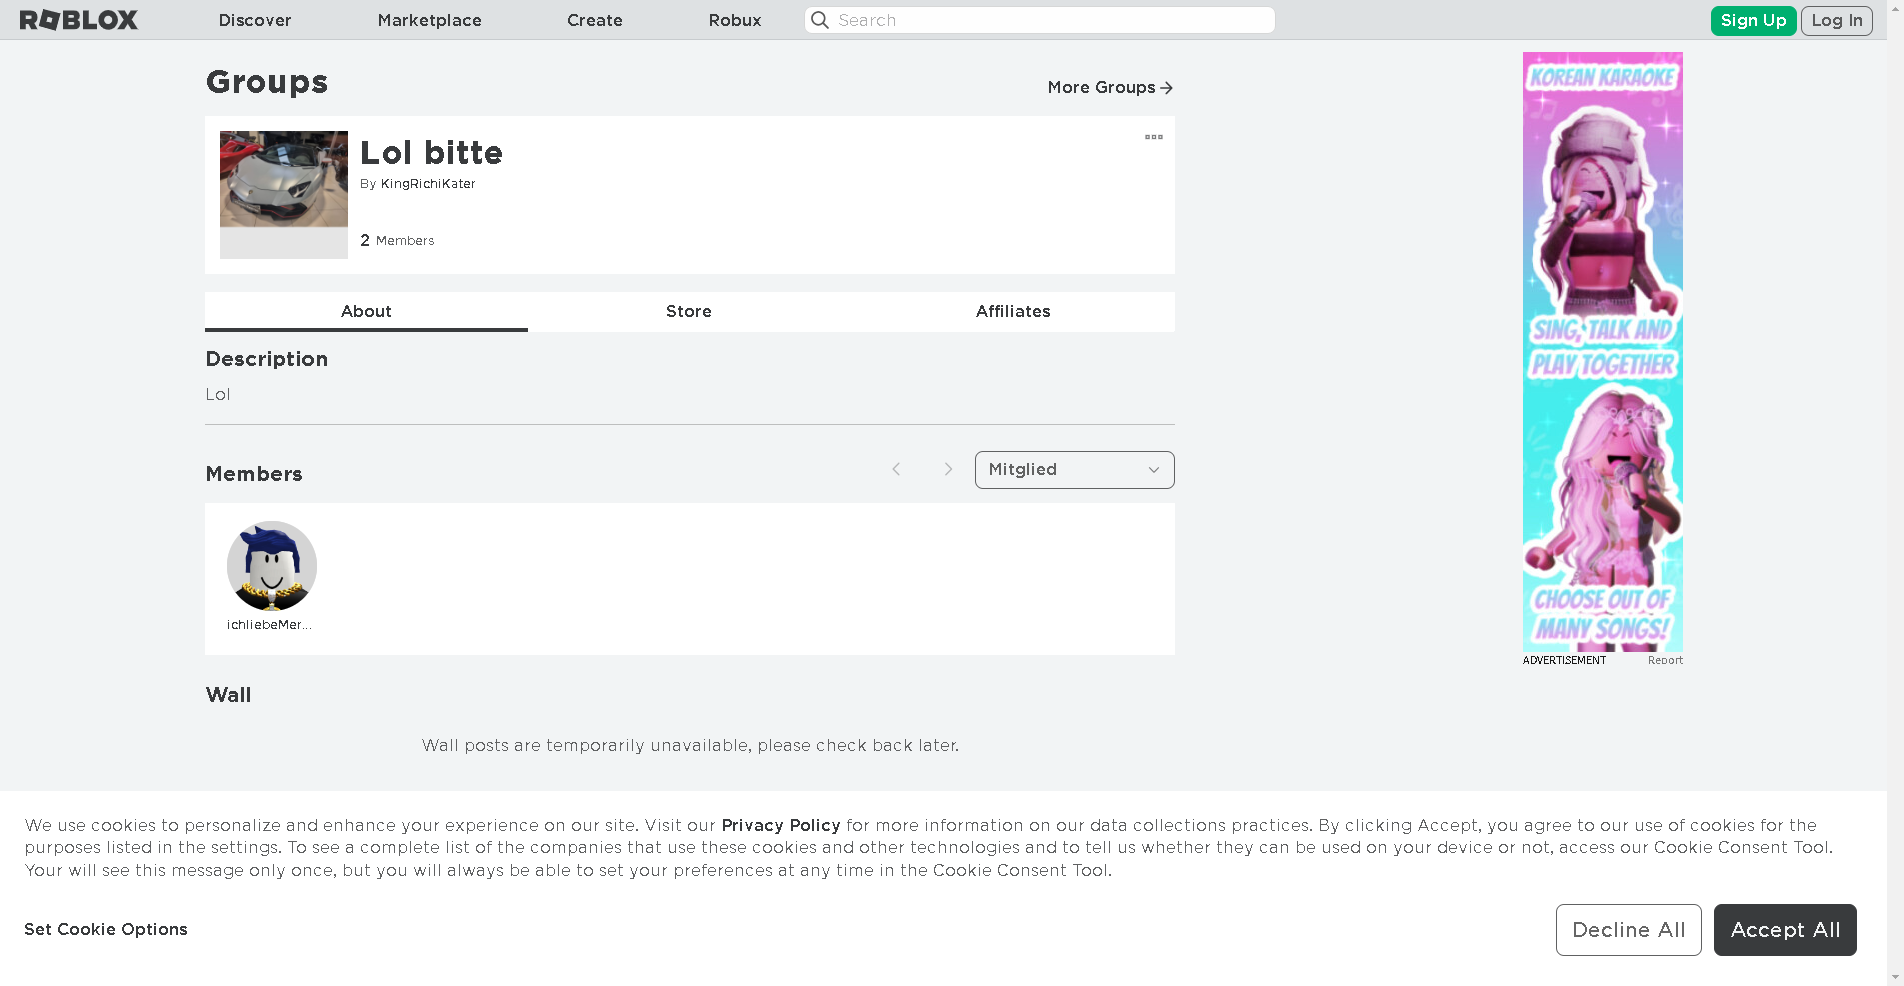 ROBLOX
Discover
Marketplace
Create
Robux
Search
Sign Up
Log In
Groups
More Groups
Lol bitte
By KingRichiKater
2 Members
About
Store
Affiliates
Description
Lol
Members
Mitglied
ichliebeMer...
Wall
Wall posts are temporarily unavailable, please check back later.
KOREAN KARAOKE
SING, TALK AND
PLAY TOGETHER
CHOOSE OUT OF
MANY SONGS!
ADVERTISEMENT
Report
We use cookies to personalize and enhance your experience on our site. Visit our Privacy Policy for more information on our data collections practices. By clicking Accept, you agree to our use of cookies for the
purposes listed in the settings. To see a complete list of the companies that use these cookies and other technologies and to tell us whether they can be used on your device or not, access our Cookie Consent Tool.
Your will see this message only once, but you will always be able to set your preferences at any time in the Cookie Consent Tool.
Set Cookie Options
Decline All
Accept All